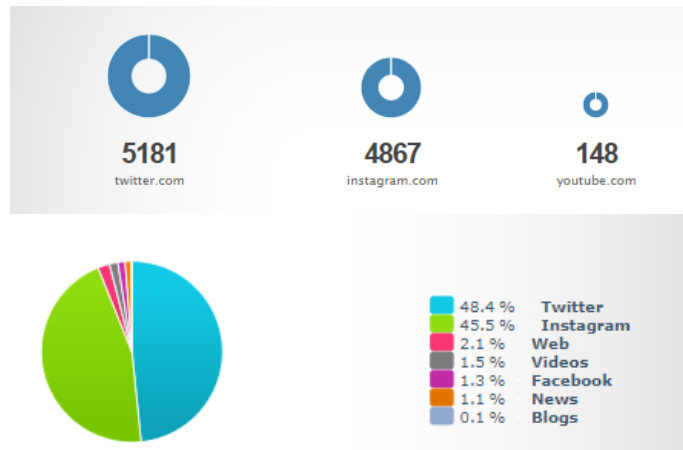 5181 4867 148
twitter.com instagram.com youtube.com
48.4 % Twitter
45.5 % Instagram
2.1 % Web
1.5 % Videos
1.3 % Facebook
1.1 % News
0.1 % Blogs